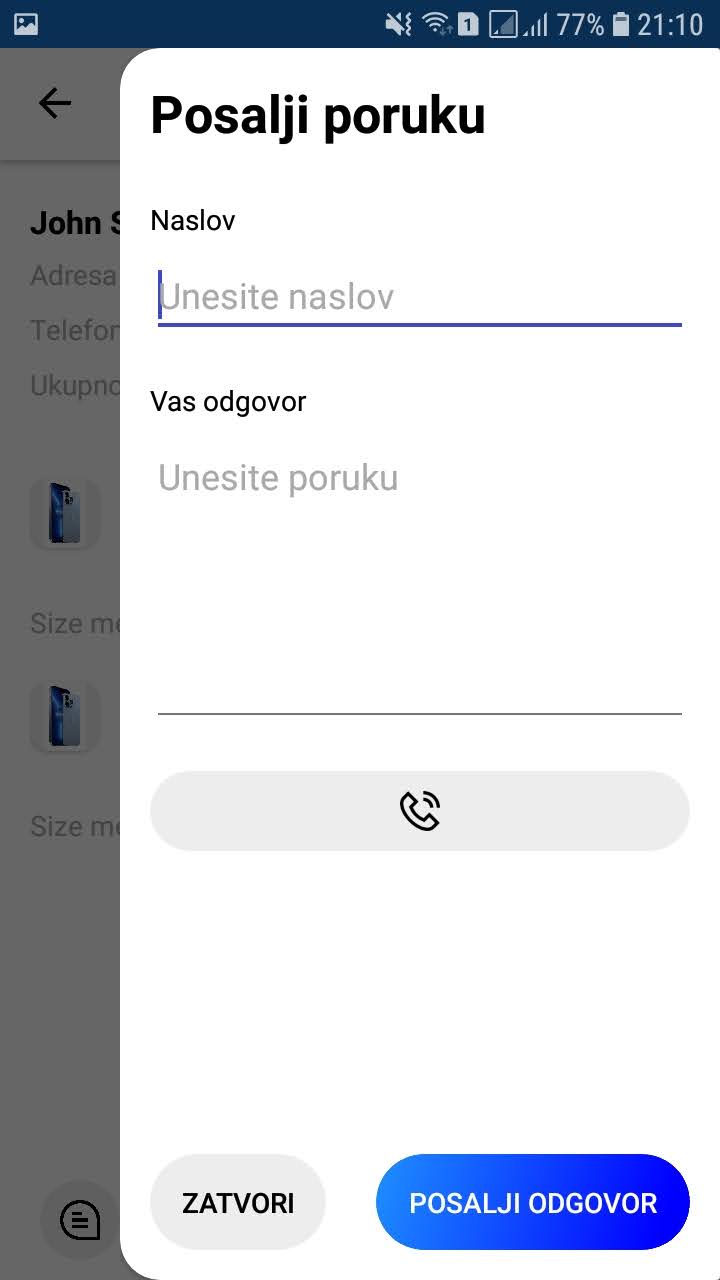 1 77% 21:10
Posalji poruku
John S
Naslov
Adresa
Unesite naslov
Telefon
Ukupno
Vas odgovor
Unesite poruku
Size me
Size me
ZATVORI
POSALJI ODGOVOR